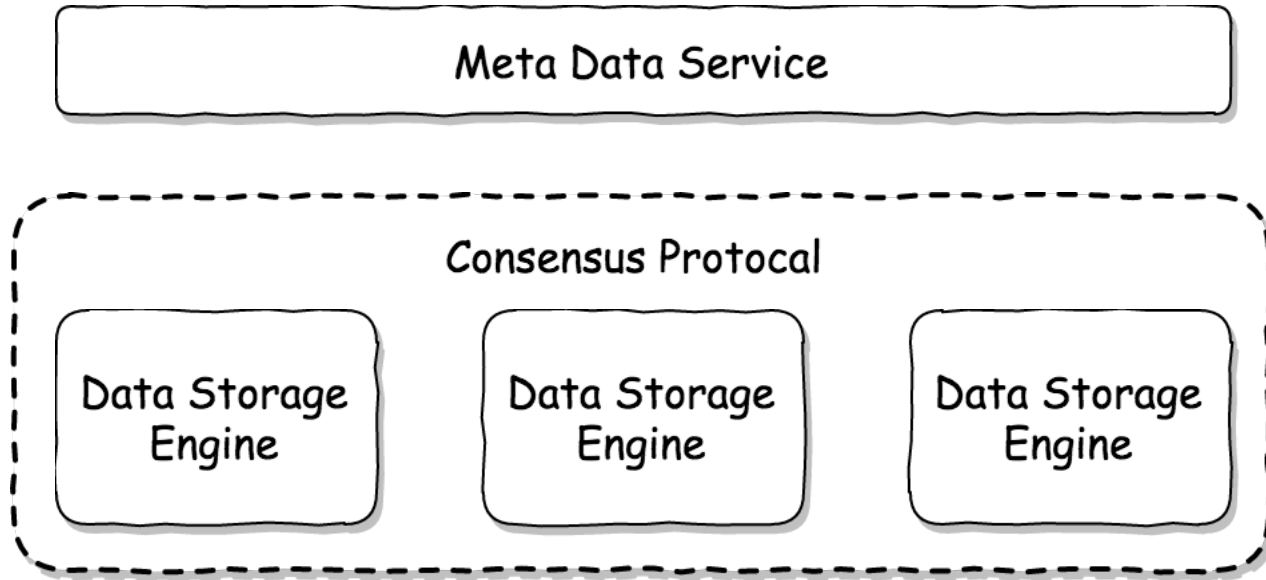 Meta Data Service
Consensus Protocal
Data Storage
Engine
Data Storage
Engine
Data Storage
Engine